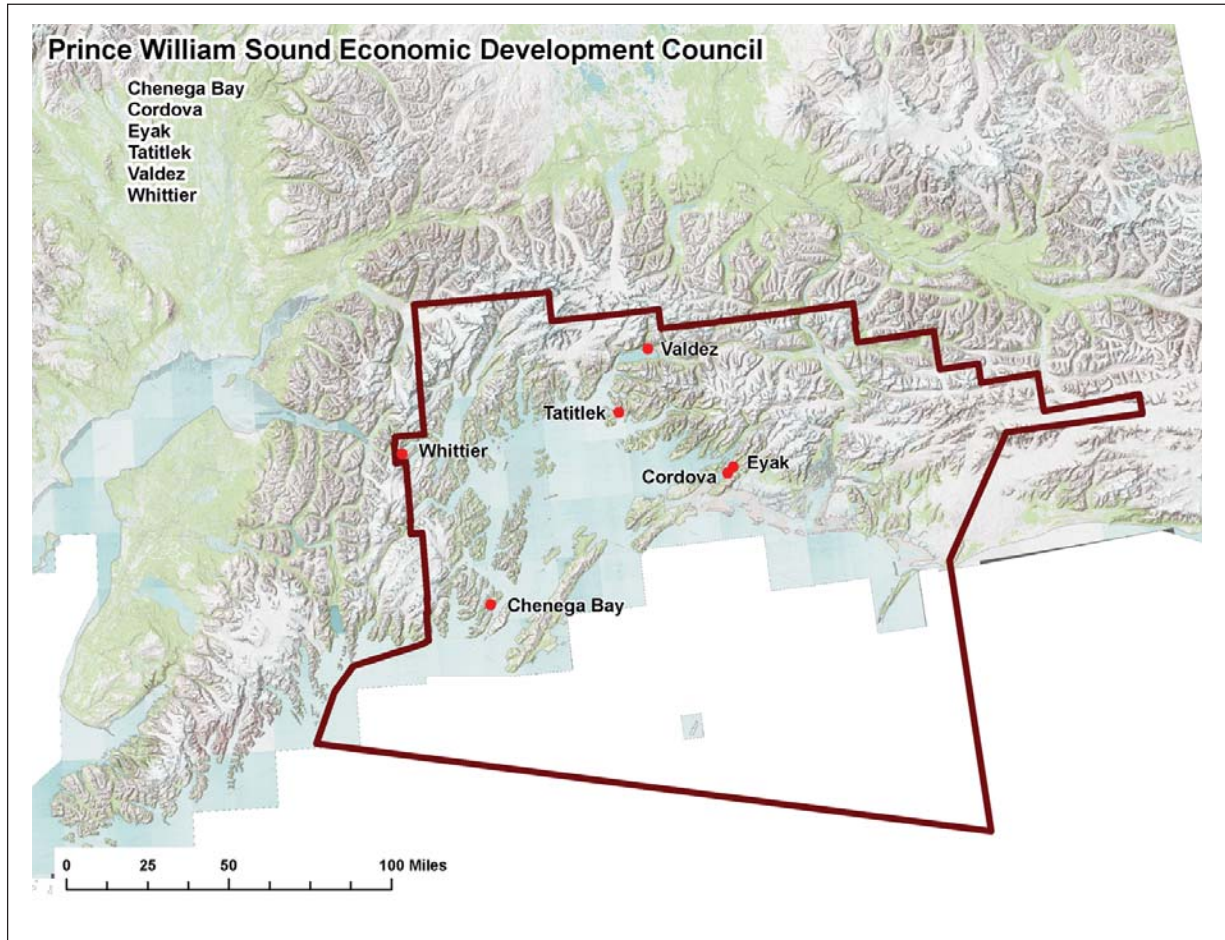 Prince William Sound Economic Development Council
Chenega Bay
Cordova
Eyak
Tatitlek
Valdez
Whittier
Valdez
Tatitlek
Whittier
Eyak
Cordova
Chenega Bay
0 25 50 100 Miles